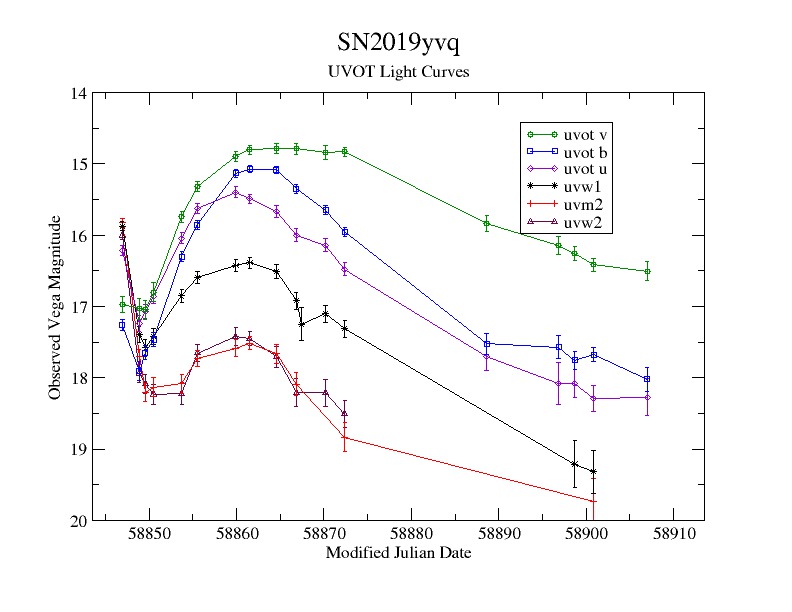 SN2019yvq
UVOT Light Curves
Observed Vega Magnitude
14
15
16
17
18
19
20
uvot v
uvot b
uvot u
uvw1
uvm2
uvw2
58850 58860 58870 58880 58890 58900 58910
Modified Julian Date